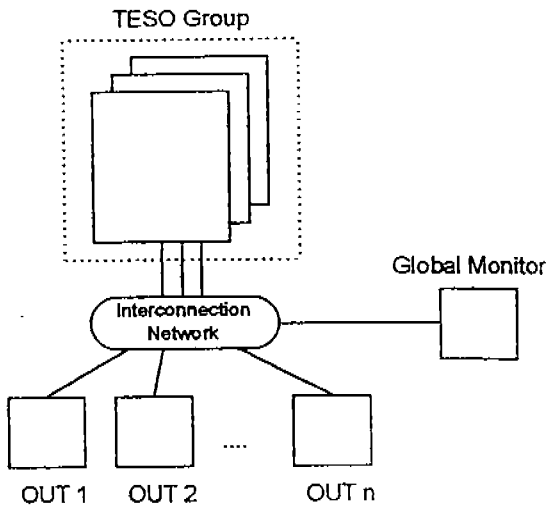 TESO Group
Global Monitor
Interconnection
Network
....
OUT 1 OUT 2 OUT n